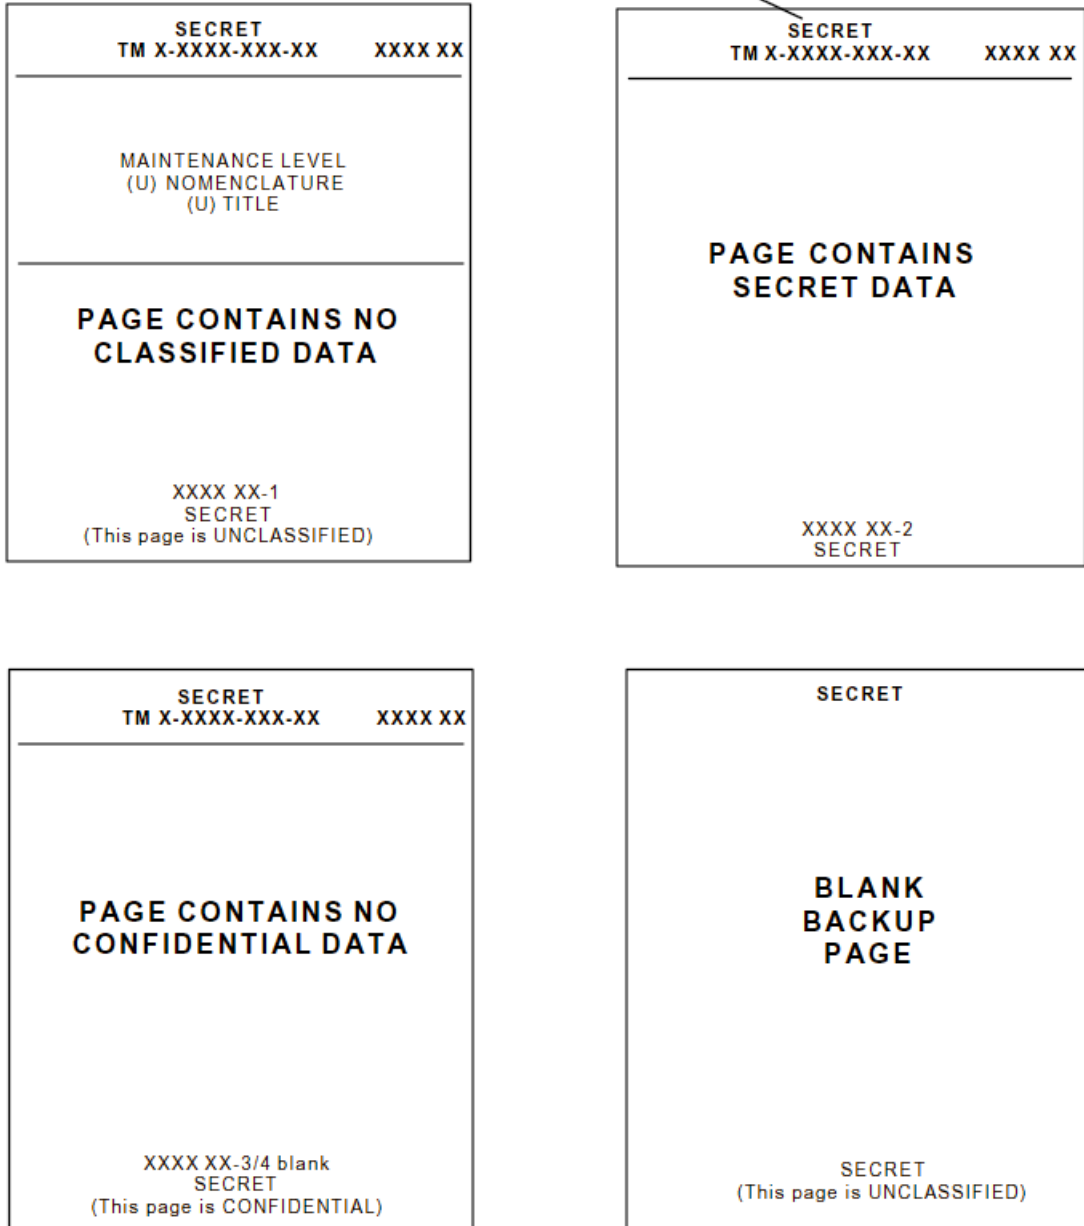 SECRET
TM X-XXXX-XXX-XX XXXX XX
MAINTENANCE LEVEL
(U) NOMENCLATURE
(U) TITLE
PAGE CONTAINS NO
CLASSIFIED DATA
XXXX XX-1
SECRET
(This page is UNCLASSIFIED)
SECRET
TM X-XXXX-XXX-XX XXXX XX
PAGE CONTAINS
SECRET DATA
XXXX XX-2
SECRET
SECRET
TM X-XXXX-XXX-XX XXXX XX
PAGE CONTAINS NO
CONFIDENTIAL DATA
XXXX XX-3/4 blank
SECRET
(This page is CONFIDENTIAL)
SECRET
BLANK
BACKUP
PAGE
SECRET
(This page is UNCLASSIFIED)